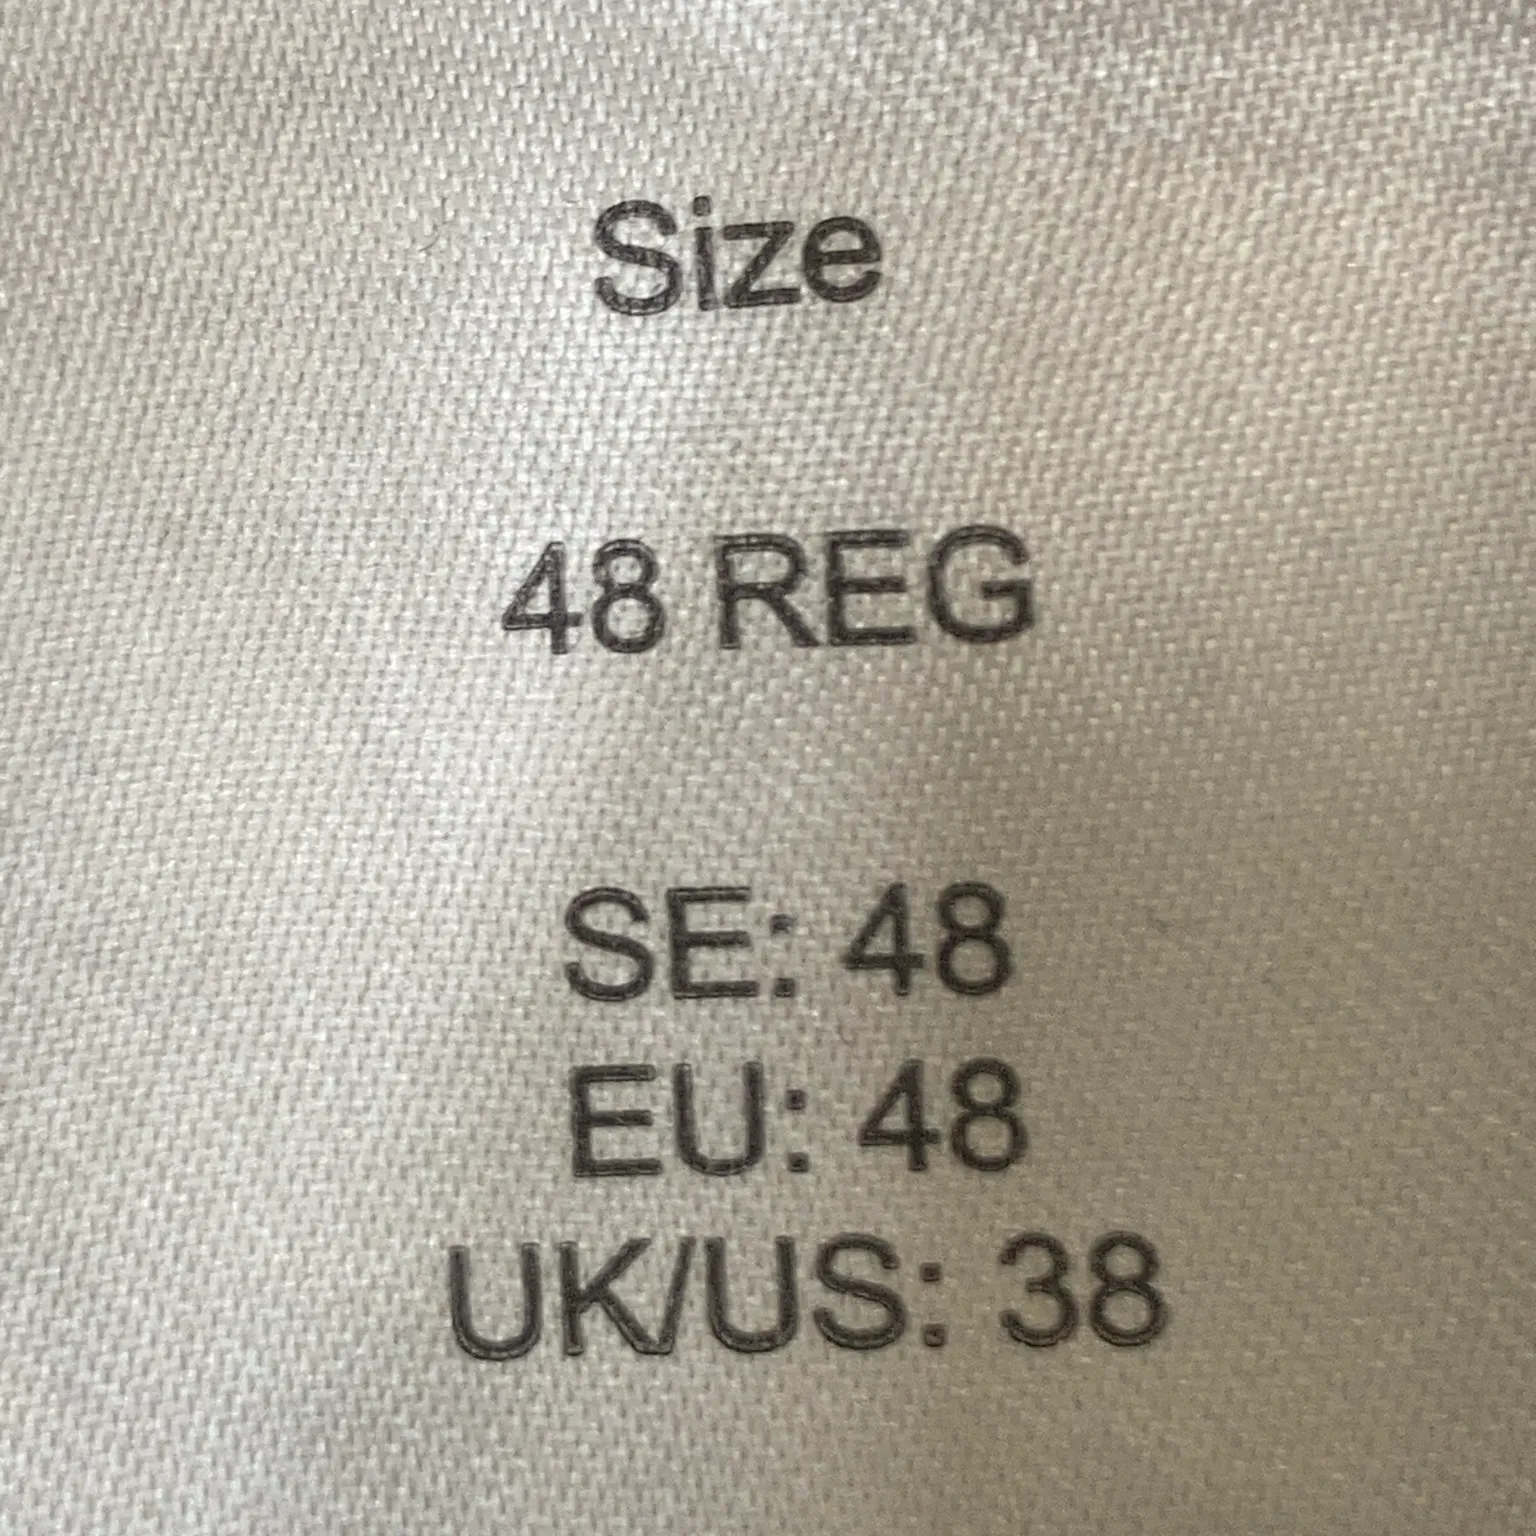 Size
48 REG
SE: 48
EU: 48
UK/US: 38